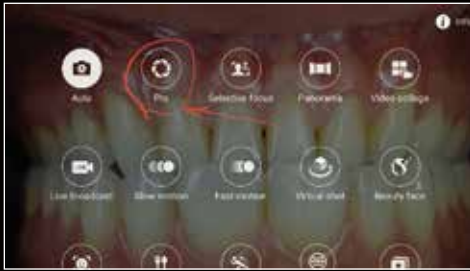 Auto Pro Selective focus Panorama Video collage
Live broadcast Slow motion Fast motion Virtual shot Beauty face